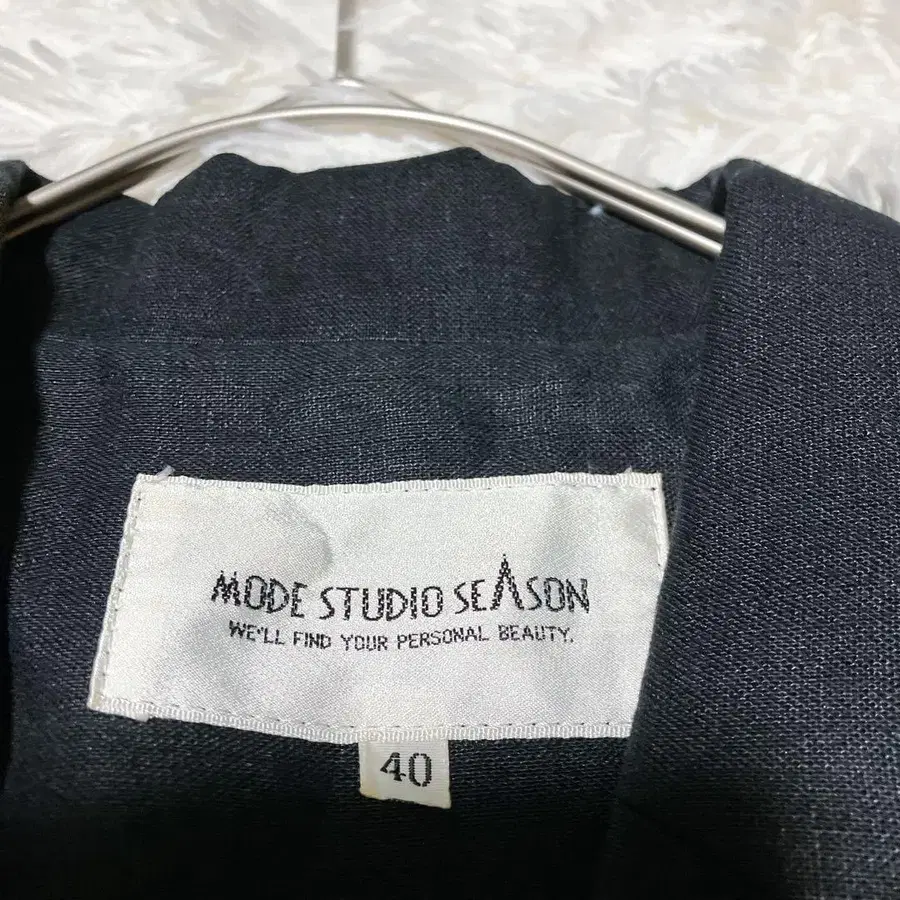 MODE STUDIO SEASON
WE'LL FIND YOUR PERSONAL BEAUTY.
40